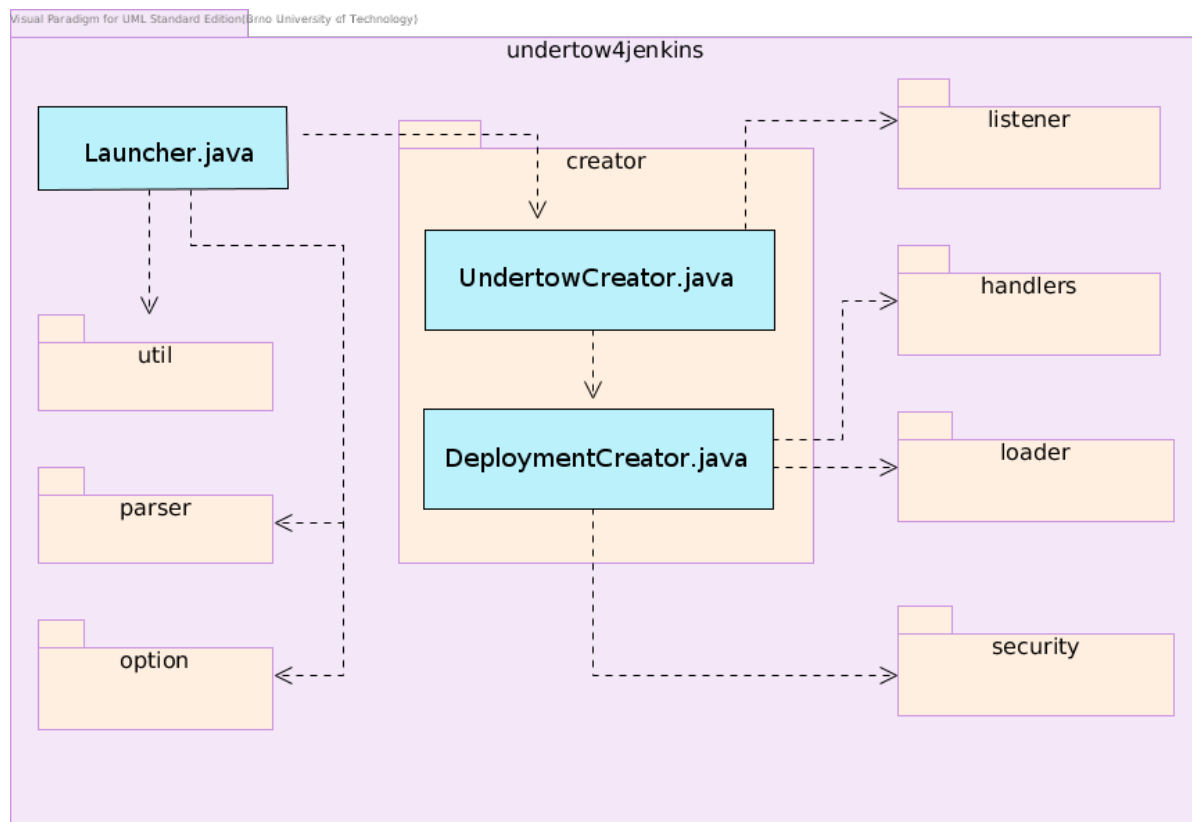 Visual Paradigm for UML Standard Edition(Brno University of Technology)
undertow4jenkins
Launcher.java
creator
listener
UndertowCreator.java
handlers
util
DeploymentCreator.java
loader
parser
option
security